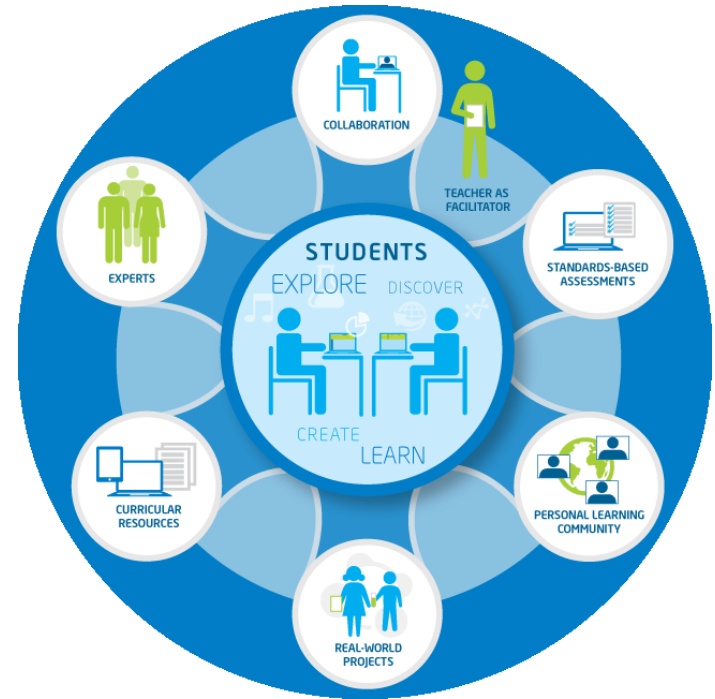 COLLABORATION
TEACHER AS
FACILITATOR
EXPERTS
STANDARDS-BASED
ASSESSMENTS
STUDENTS
EXPLORE DISCOVER
CREATE
LEARN
CURRICULAR
RESOURCES
PERSONAL LEARNING
COMMUNITY
REAL-WORLD
PROJECTS